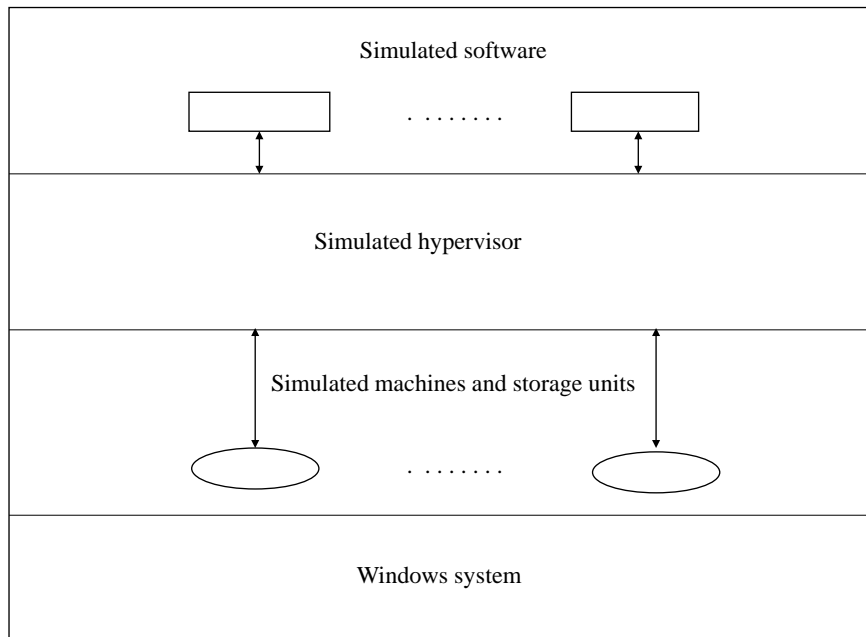 Simulated software
. . . . . . . .
Simulated hypervisor
Simulated machines and storage units
. . . . . . . .
Windows system